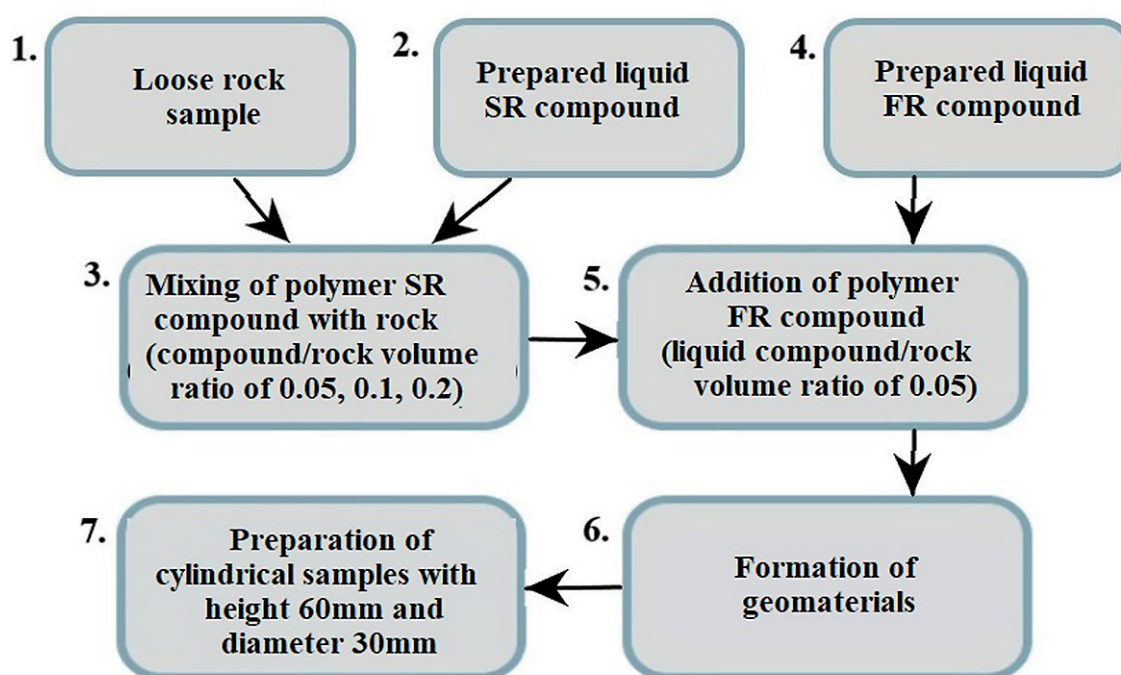 1.
Loose rock
sample
2.
Prepared liquid
SR compound
4.
Prepared liquid
FR compound
3.
Mixing of polymer SR
compound with rock
(compound/rock volume
ratio of 0.05, 0.1, 0.2)
5.
Addition of polymer
FR compound
(liquid compound/rock
volume ratio of 0.05)
7.
Preparation of
cylindrical samples with
height 60mm and
diameter 30mm
6.
Formation of
geomaterials